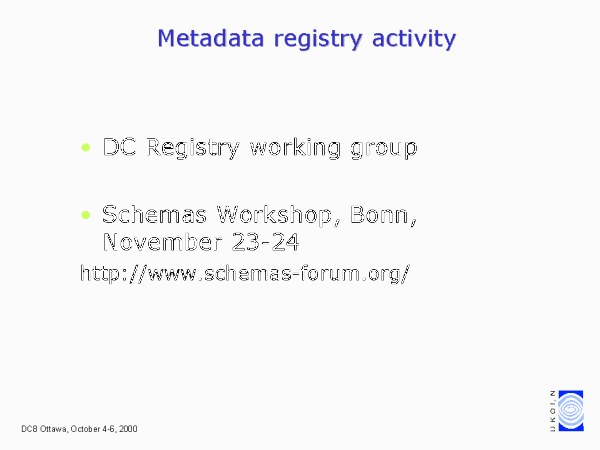 Metadata registry activity
• DC Registry working group
• Schemas Workshop, Bonn,
November 23-24
http://www.schemas-forum.org/
UKOLN
DC8 Ottawa, October 4-6, 2000